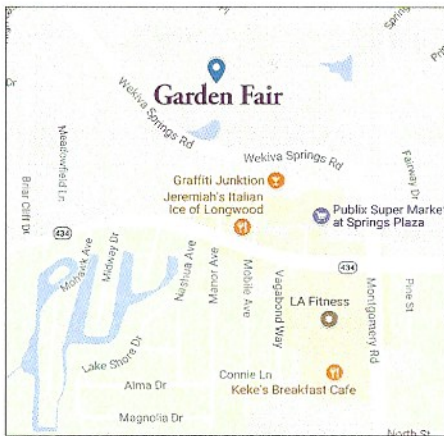 Spring
Pri
Dr
Wekiva Springs Rd
Garden Fair
Meadowfield Ln
Briar Cliff Dr
Wekiva Springs Rd
Fairway Dr
Graffiti Junktion
Jeremiah's Italian
Ice of Longwood
Publix Super Market
at Springs Plaza
434
Mohawk Ave
Midway Dr
Nashua Ave
Manor Ave
Mobile Ave
Vagabond Way
434
Montgomery Rd
Pine St
LA Fitness
Lake Shore Dr
Connie Ln
Alma Dr
Keke's Breakfast Cafe
Magnolia Dr
North St